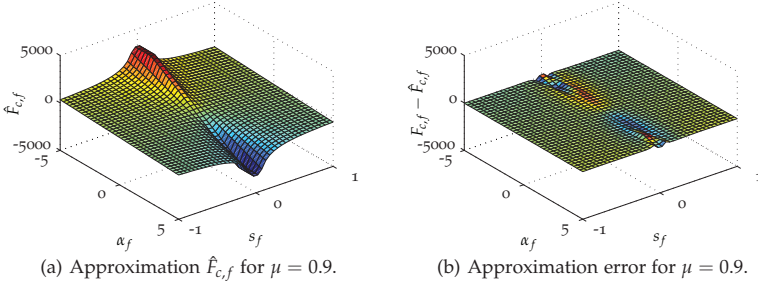 5000
0
-5000
-5
0
5
-1
0
1
F̂c,f
αf
sf
(a) Approximation F̂c,f for μ = 0.9.
5000
0
-5000
-5
0
5
-1
0
1
Fc,f − F̂c,f
αf
sf
(b) Approximation error for μ = 0.9.